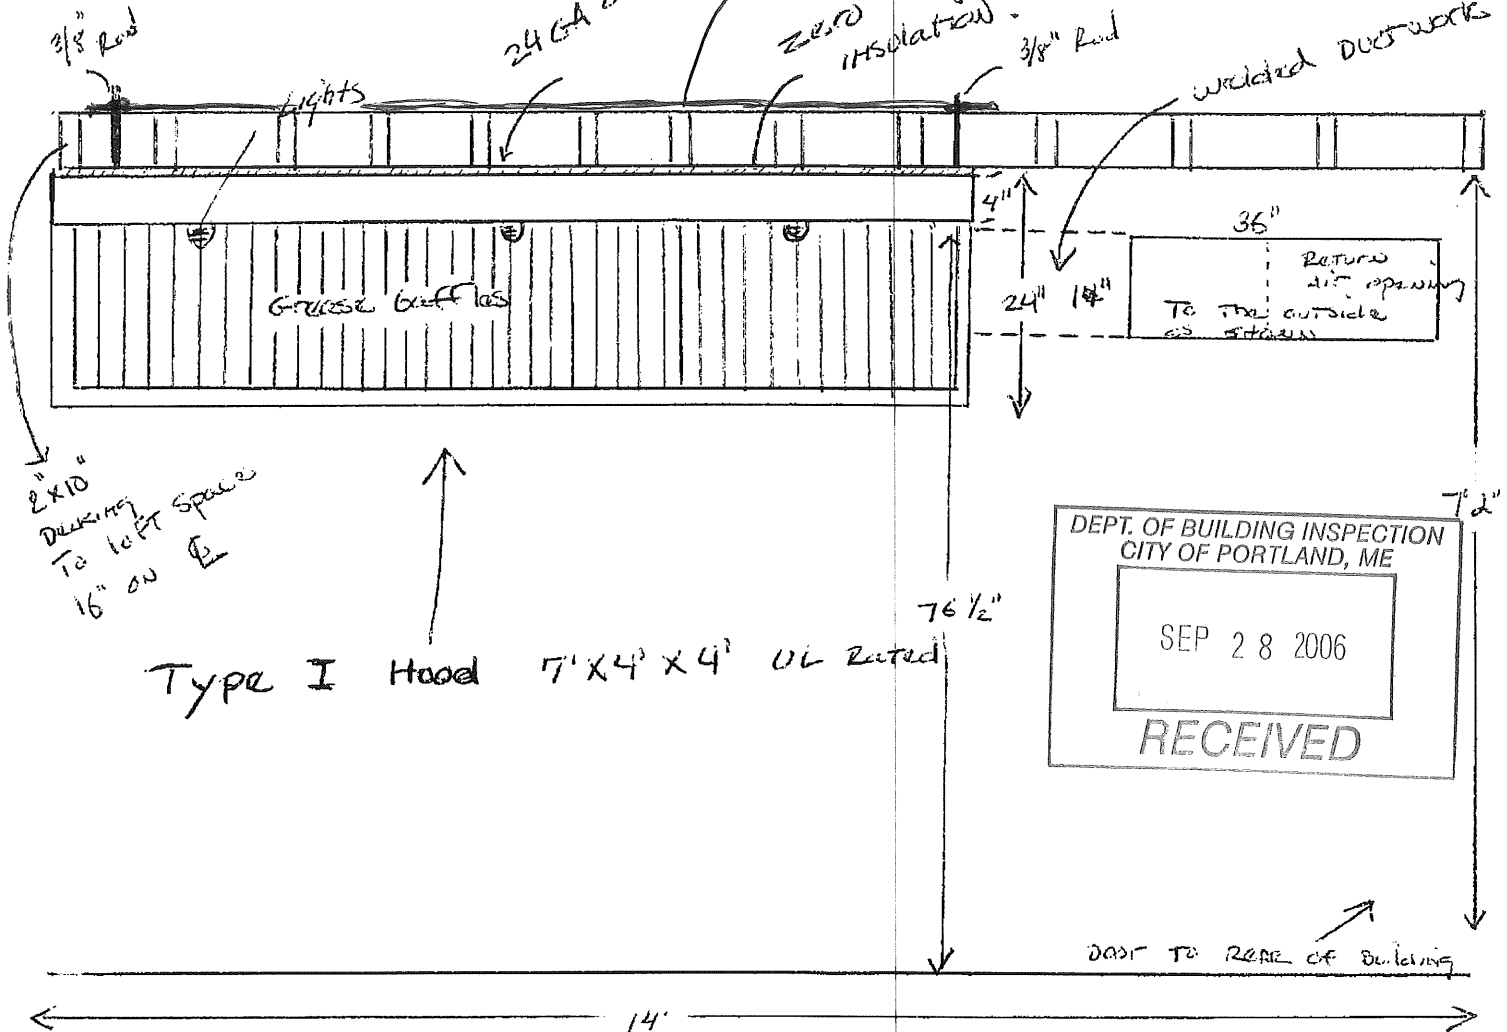 3/8" Rod
24 GA
Zero
insulation.
3/8" Rod
welded Ductwork
Lights
4"
36"
Return
air opening
To the outside
as shown
24"
Grease baffles
2"x10"
Decking
To loft space
16" on ℄
7'2"
DEPT. OF BUILDING INSPECTION
CITY OF PORTLAND, ME
SEP 28 2006
RECEIVED
76 1/2"
Type I Hood 7'x4'x4' UL Rated
TO REAR OF Building
14'